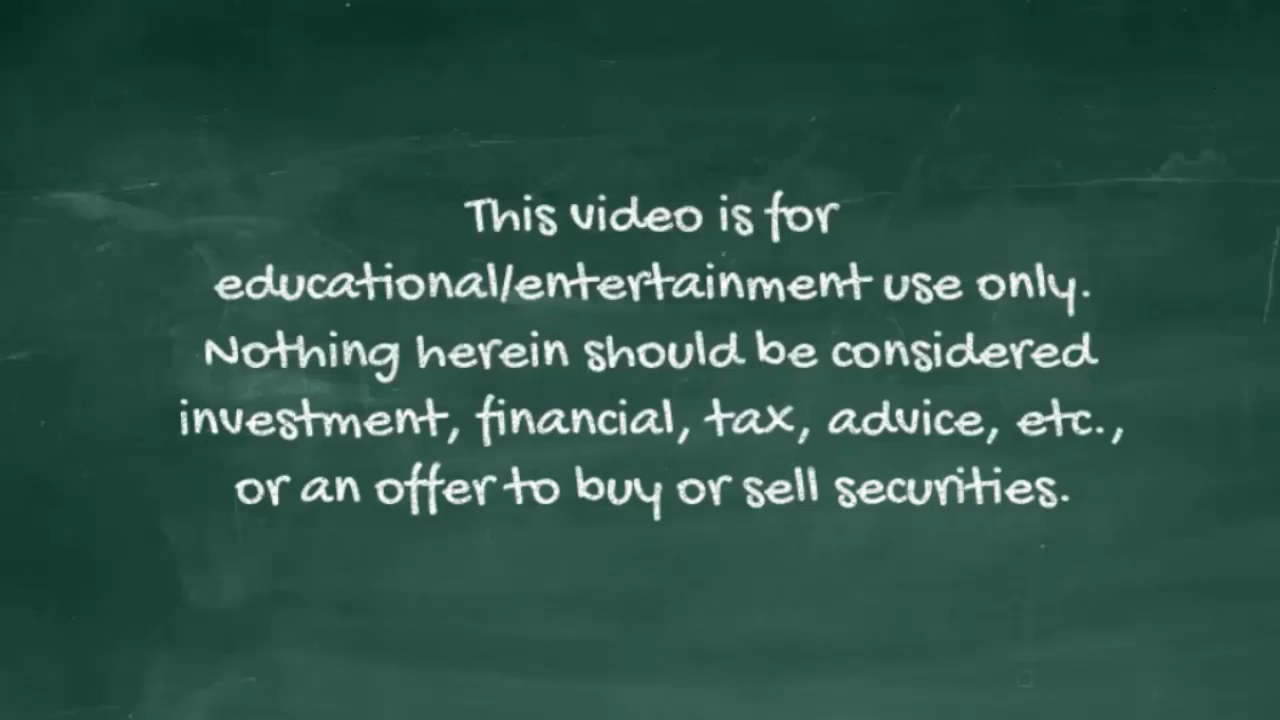 This video is for
educational/entertainment use only.
Nothing herein should be considered
investment, financial, tax, advice, etc.,
or an offer to buy or sell securities.